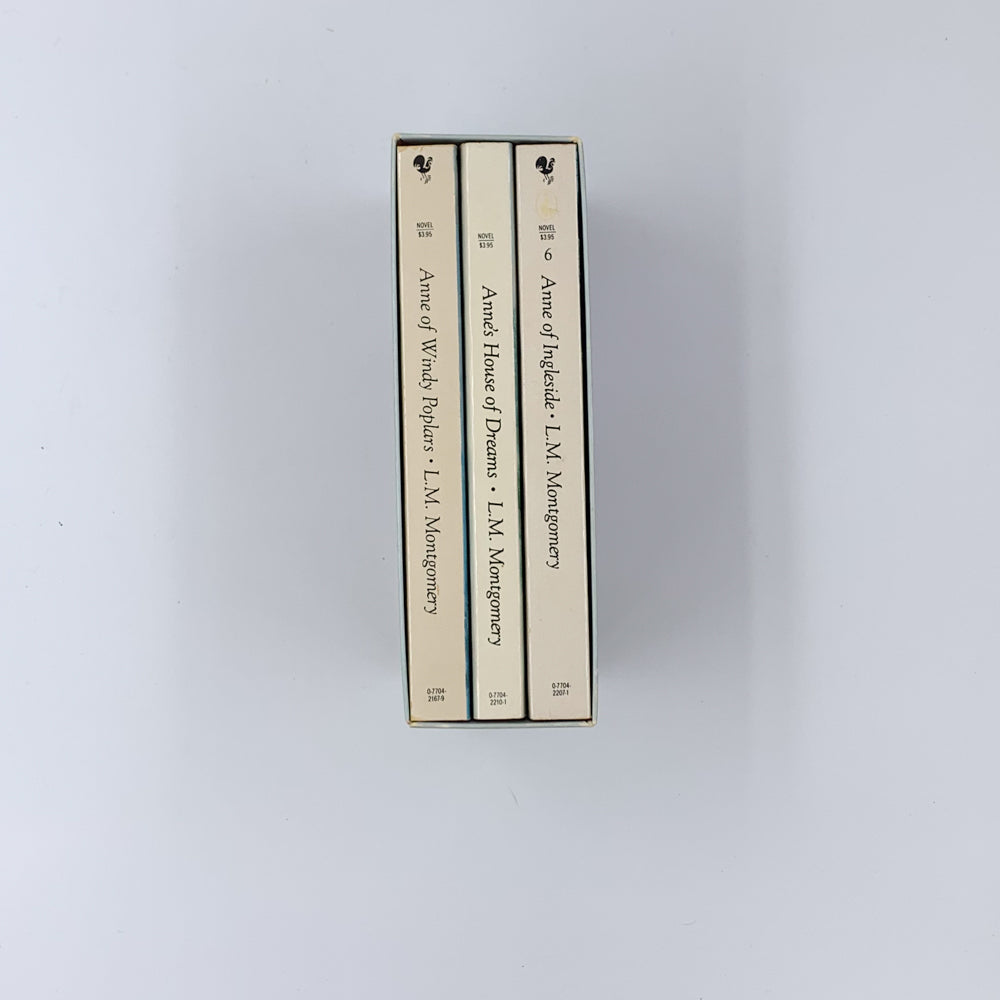 NOVEL
$3.95
Anne of Windy Poplars • L.M. Montgomery
0-7704-
2167-9
NOVEL
$3.95
Anne's House of Dreams • L.M. Montgomery
0-7704-
2210-1
NOVEL
$3.95
6
Anne of Ingleside • L.M. Montgomery
0-7704-
2207-1